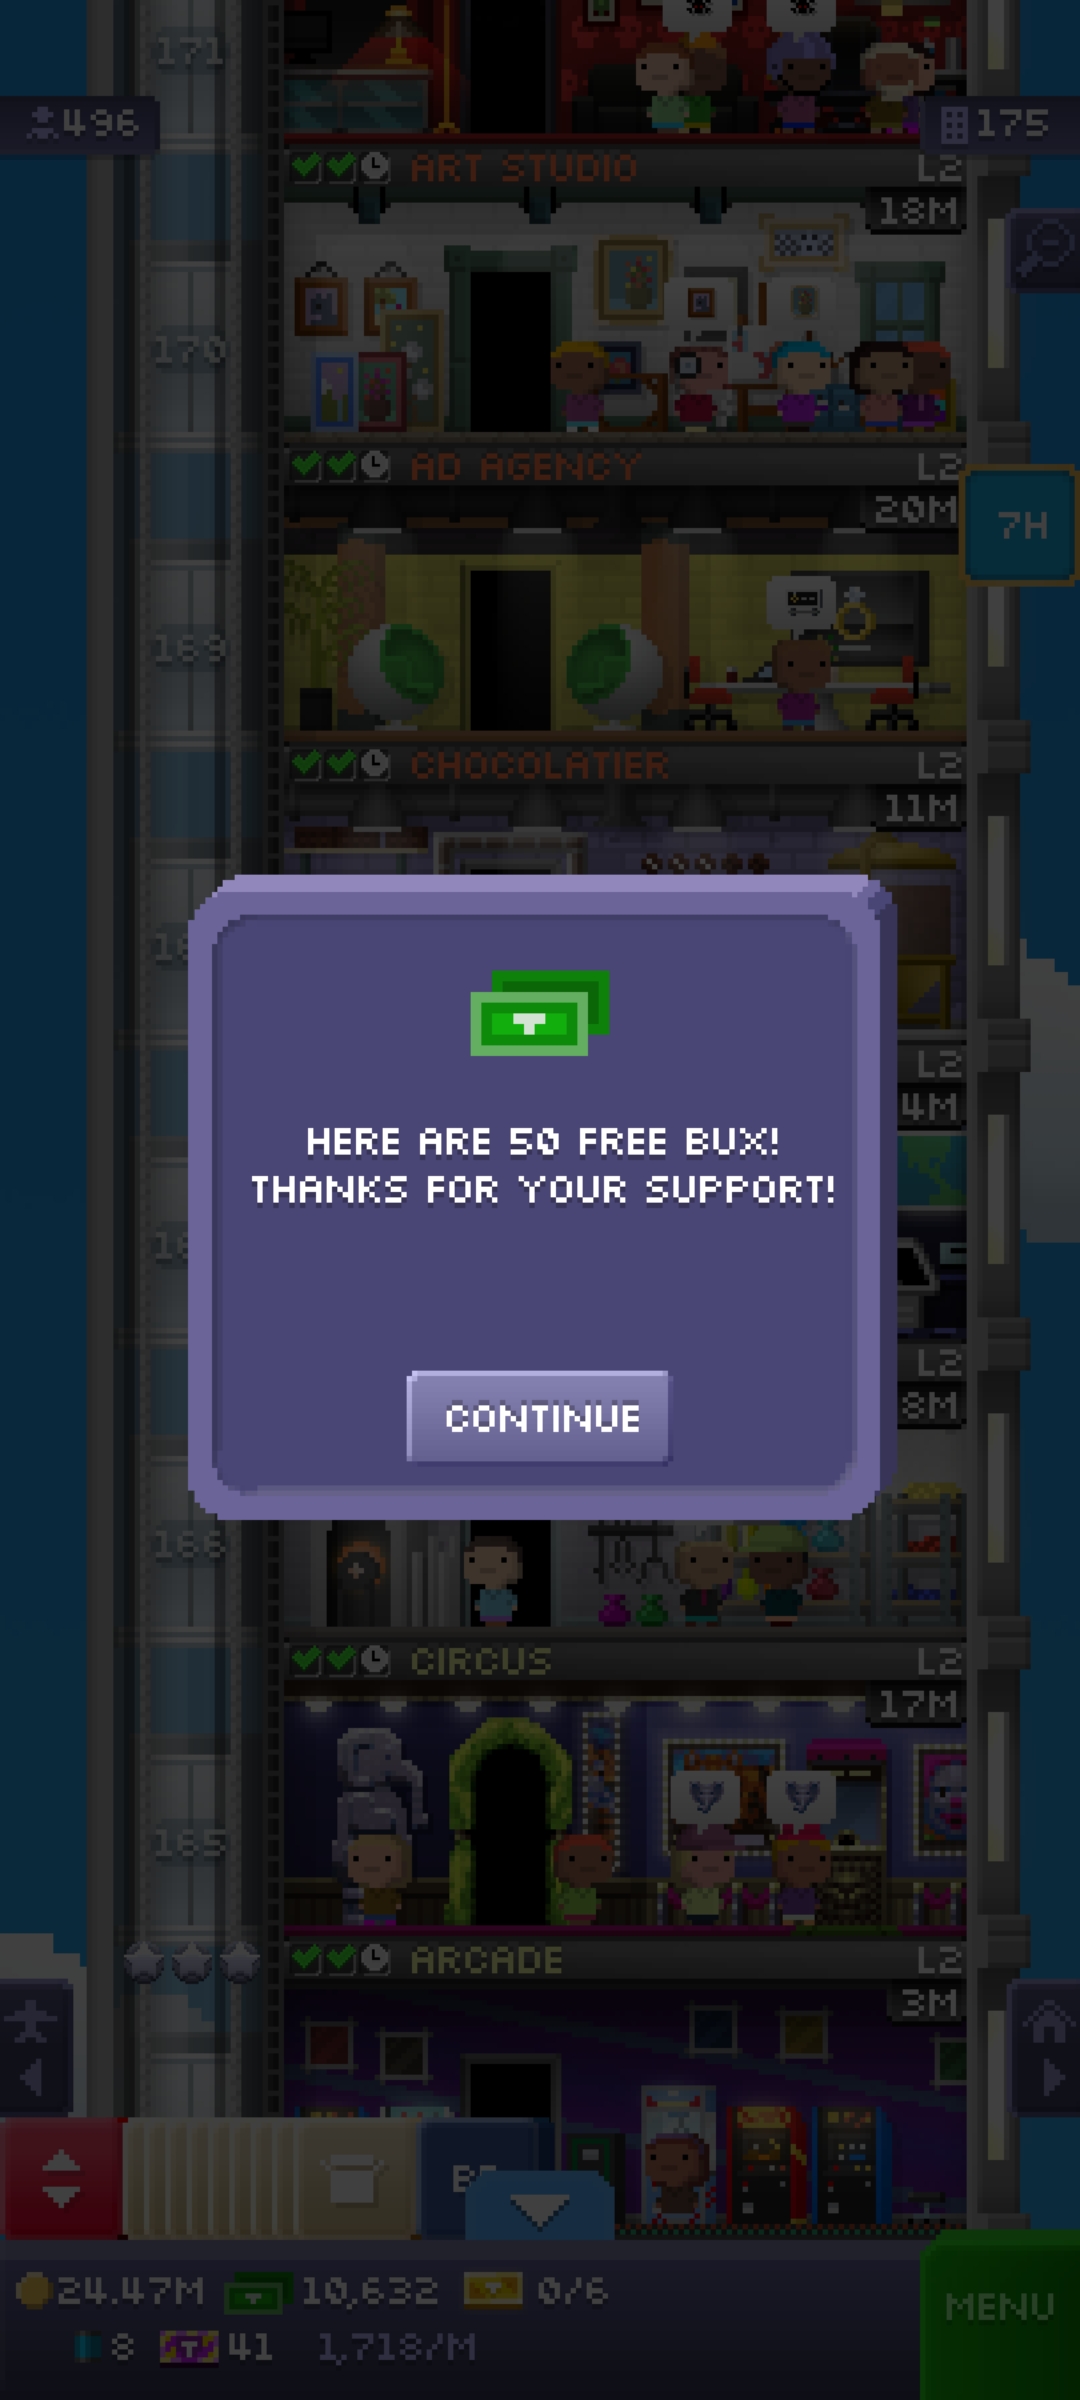 171
496
175
ART STUDIO
L2
18M
170
AD AGENCY
L2
20M
7H
169
CHOCOLATIER
L2
11M
HERE ARE 50 FREE BUX!
THANKS FOR YOUR SUPPORT!
CONTINUE
L2
4M
L2
8M
166
CIRCUS
L2
17M
165
ARCADE
L2
3M
24.47M
10,632
0/6
MENU
8
41
1,718/M